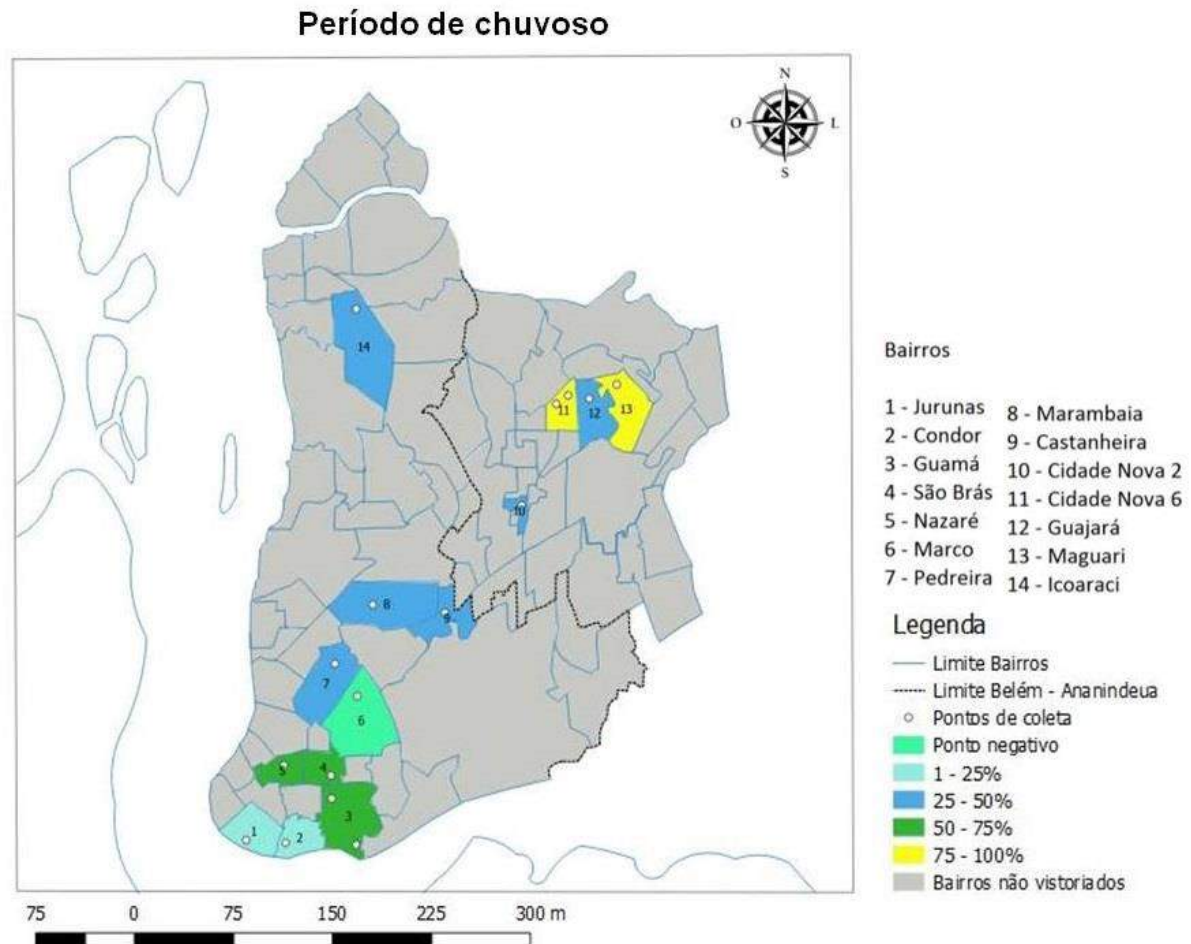 Período de chuvoso
N
O
L
S
14
11
12
13
10
8
9
7
6
5
4
3
1
2
Bairros
1 - Jurunas
2 - Condor
3 - Guamá
4 - São Brás
5 - Nazaré
6 - Marco
7 - Pedreira
8 - Marambaia
9 - Castanheira
10 - Cidade Nova 2
11 - Cidade Nova 6
12 - Guajará
13 - Maguari
14 - Icoaraci
Legenda
Limite Bairros
Limite Belém - Ananindeua
Pontos de coleta
Ponto negativo
1 - 25%
25 - 50%
50 - 75%
75 - 100%
Bairros não vistoriados
75 0 75 150 225 300 m